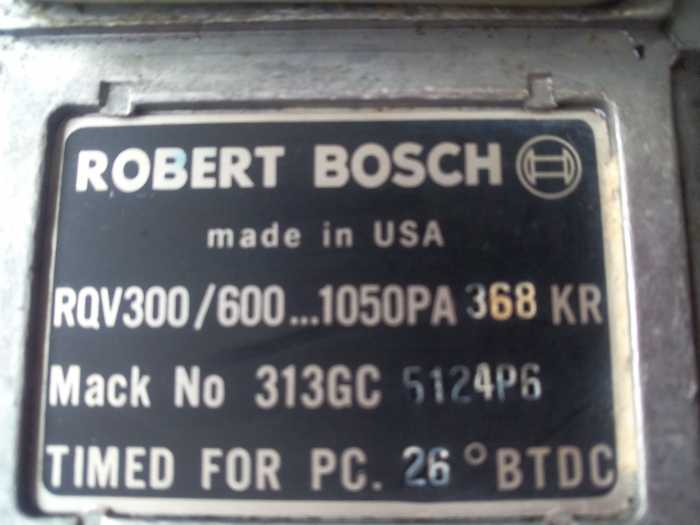 ROBERT BOSCH
made in USA
RQV300/600...1050PA 368 KR
Mack No 313GC 5124P6
TIMED FOR PC. 26° BTDC